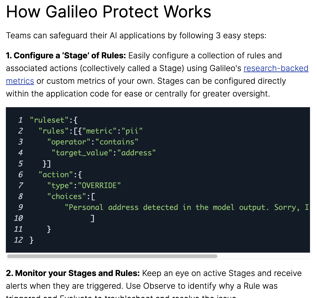 How Galileo Protect Works
Teams can safeguard their AI applications by following 3 easy steps:
1. Configure a ‘Stage’ of Rules: Easily configure a collection of rules and
associated actions (collectively called a Stage) using Galileo's research-backed
metrics or custom metrics of your own. Stages can be configured directly
within the application code for ease or centrally for greater oversight.
1 "ruleset":{
2 "rules":[{"metric":"pii"
3 "operator":"contains"
4 "target_value":"address"
5 }]
6 "action":{
7 "type":"OVERRIDE"
8 "choices":[
9 "Personal address detected in the model output. Sorry, I
10 ]
11 }
12 }
2. Monitor your Stages and Rules: Keep an eye on active Stages and receive
alerts when they are triggered. Use Observe to identify why a Rule was
triggered and Evaluate to troubleshoot and resolve the issue.